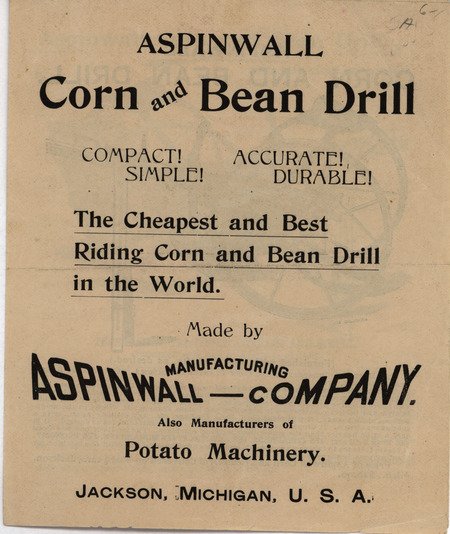 ASPINWALL
Corn and Bean Drill
COMPACT! ACCURATE!
SIMPLE! DURABLE!
The Cheapest and Best
Riding Corn and Bean Drill
in the World.
Made by
ASPINWALL MANUFACTURING COMPANY.
Also Manufacturers of
Potato Machinery.
JACKSON, MICHIGAN, U. S. A.